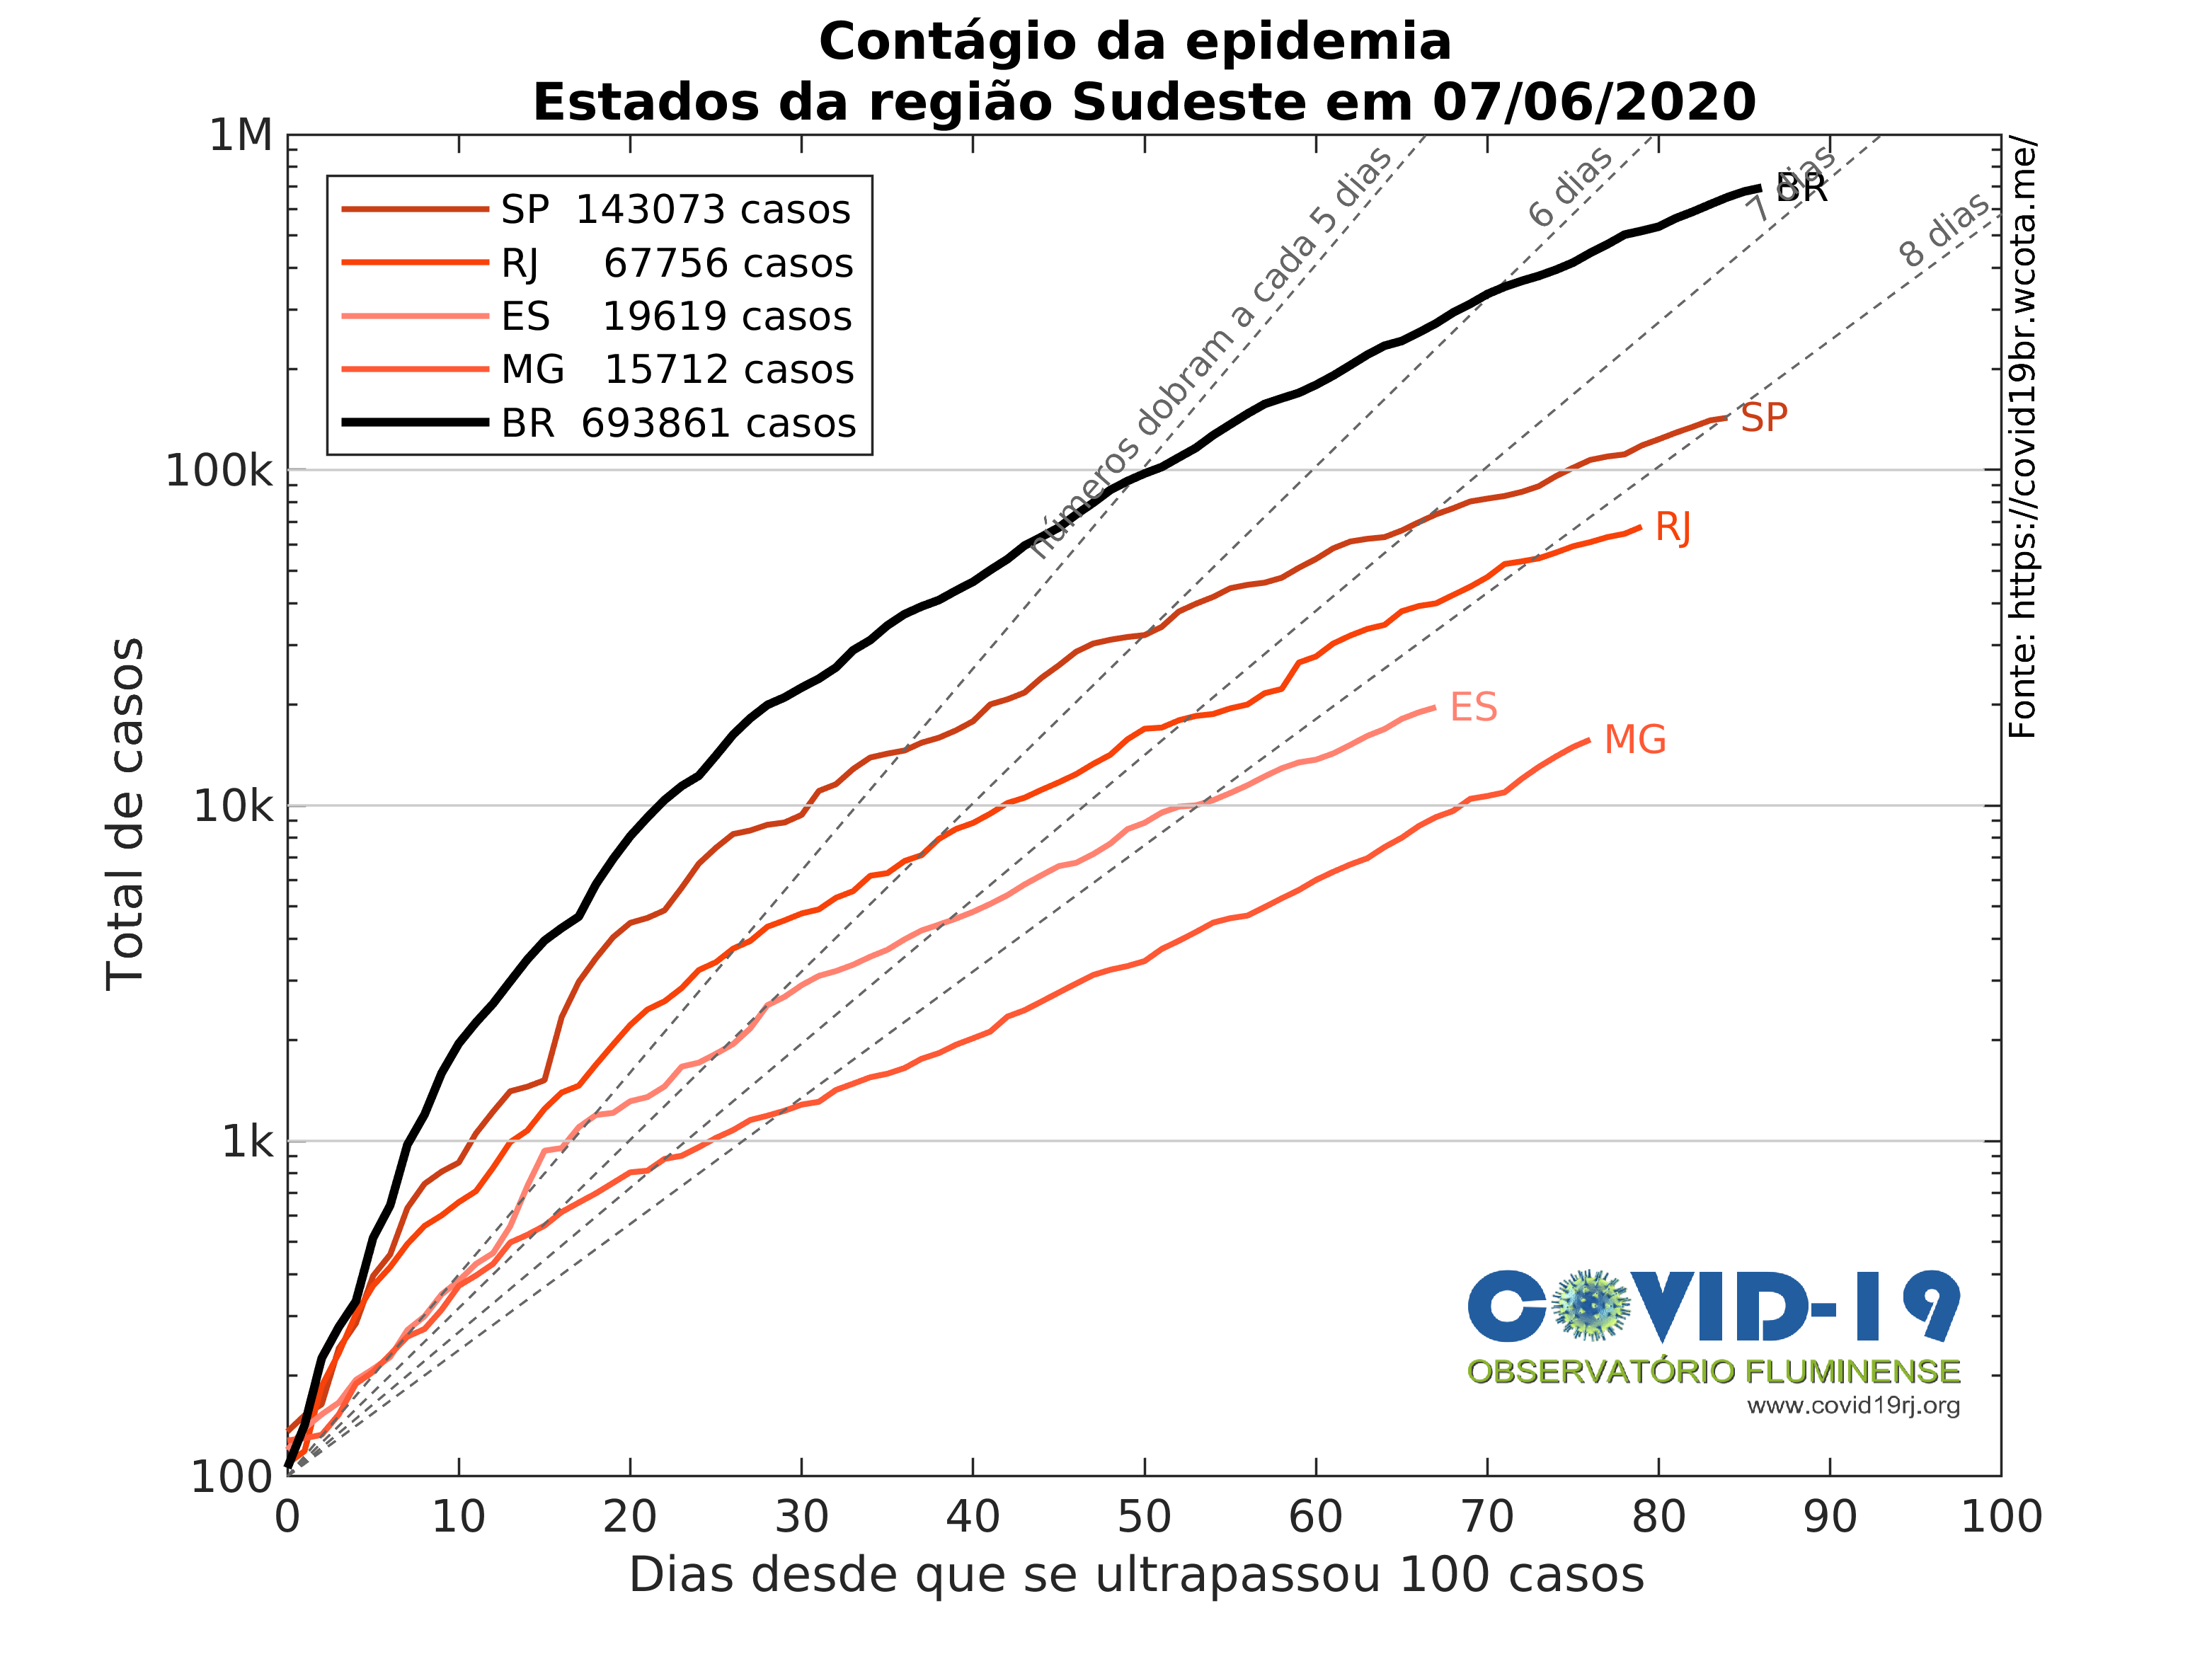 Contágio da epidemia
Estados da região Sudeste em 07/06/2020
1M
100k
10k
1k
100
Total de casos
SP 143073 casos
RJ 67756 casos
ES 19619 casos
MG 15712 casos
BR 693861 casos
números dobram a cada 5 dias
6 dias
7 dias
8 dias
BR
SP
RJ
ES
MG
Fonte: https://covid19br.wcota.me/
COVID-19
OBSERVATÓRIO FLUMINENSE
www.covid19rj.org
0 10 20 30 40 50 60 70 80 90 100
Dias desde que se ultrapassou 100 casos